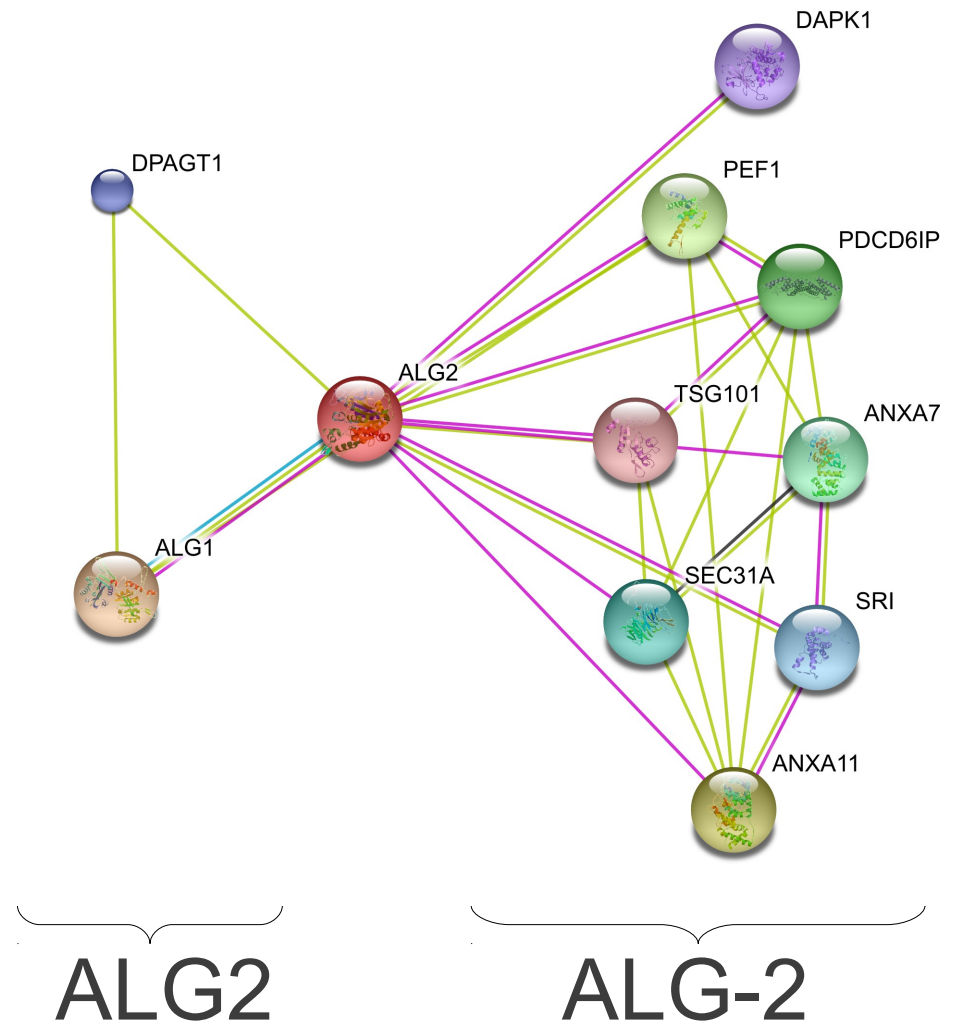 DAPK1
DPAGT1
PEF1
PDCD6IP
ALG2
TSG101
ANXA7
ALG1
SEC31A
SRI
ANXA11
ALG2
ALG-2